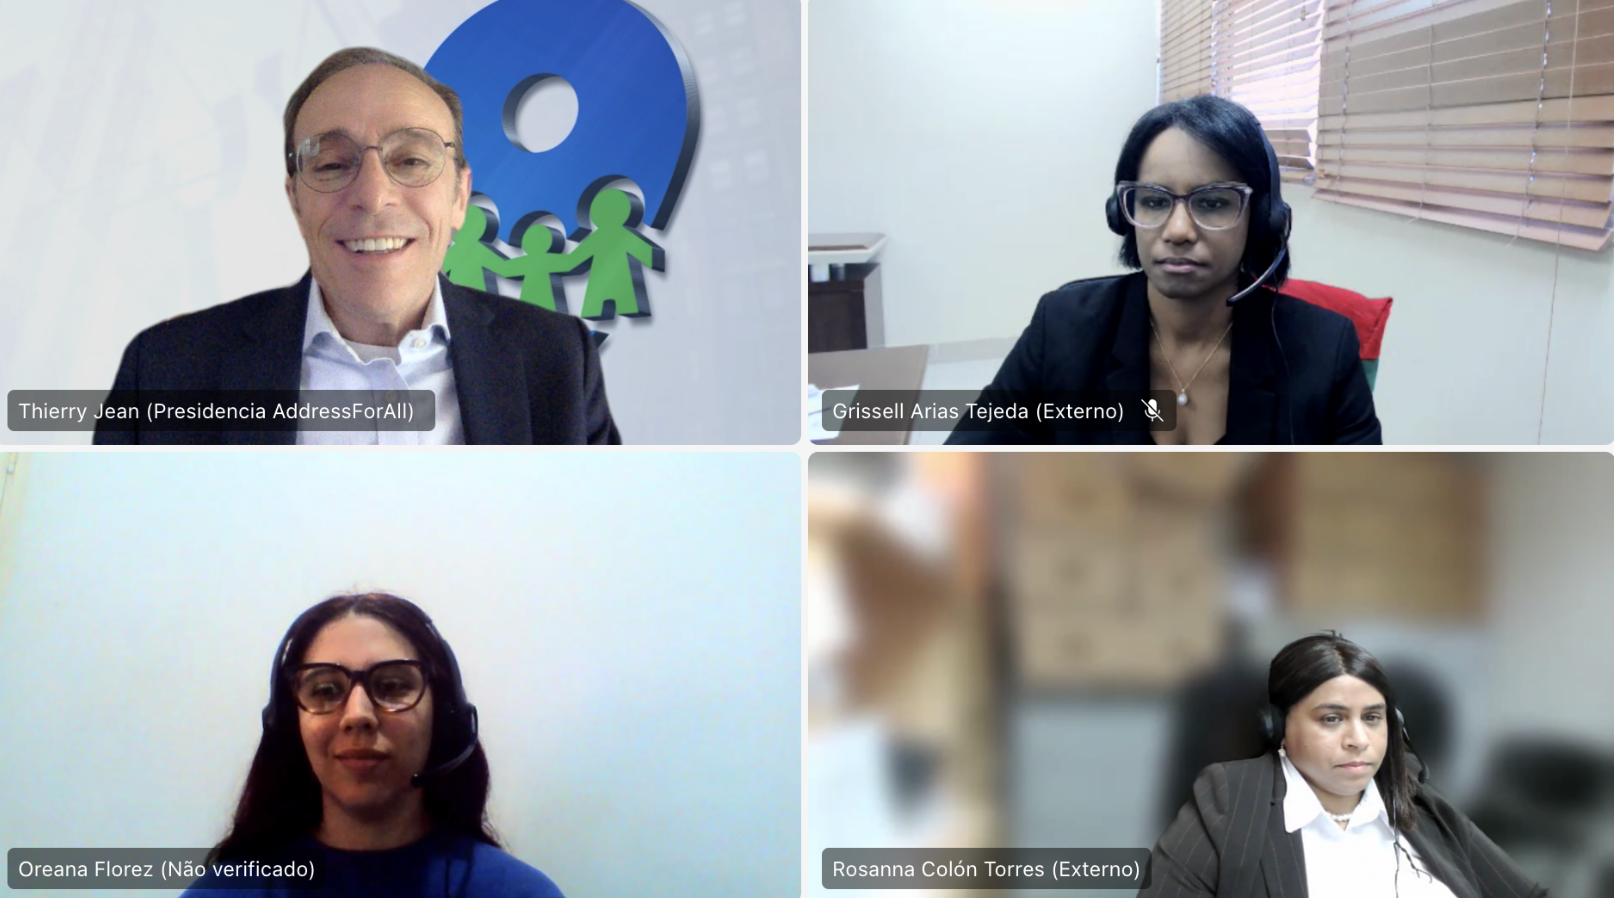 Thierry Jean (Presidencia AddressForAll)
Grissell Arias Tejeda (Externo)
Oreana Florez (Não verificado)
Rosanna Colón Torres (Externo)